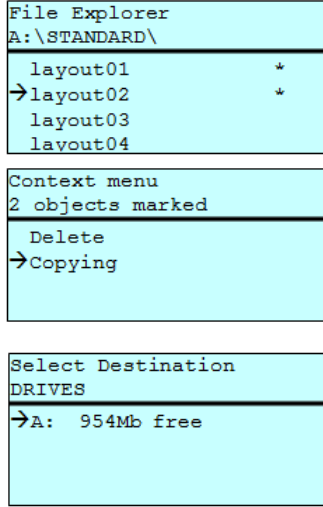 File Explorer
A:\STANDARD\
layout01 *
→layout02 *
layout03
layout04
Context menu
2 objects marked
Delete
→Copying
Select Destination
DRIVES
→A: 954Mb free